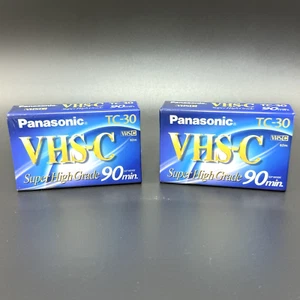 Panasonic TC-30
VHS-C
Super High Grade 90min.
Panasonic TC-30
VHS-C
Super High Grade 90min.